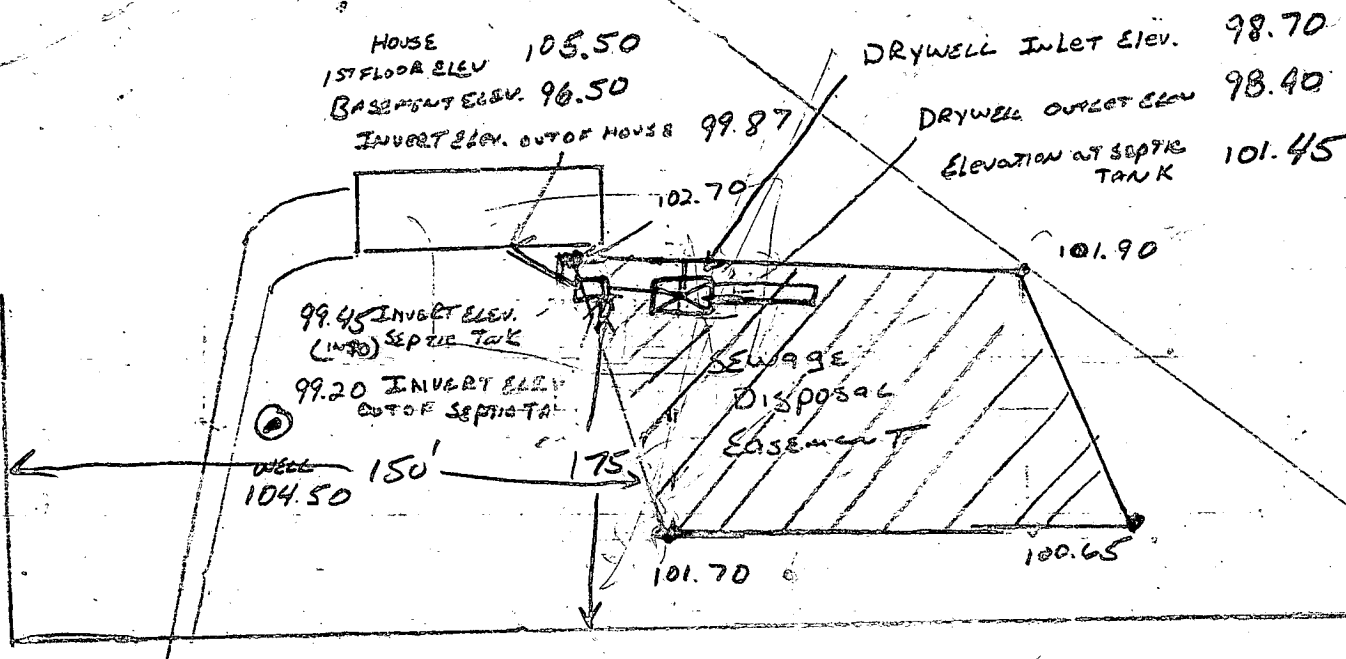 HOUSE
1ST FLOOR ELEV 105.50
BASEMENT ELEV. 96.50
INVERT ELEV. OUT OF HOUSE 99.87
DRYWELL INLET Elev. 98.70
DRYWELL OUTLET ELEV 98.40
ELEVATION AT SEPTIC 101.45
TANK
102.70
101.90
99.45 INVERT ELEV.
(INTO) SEPTIC TANK
99.20 INVERT ELEV
OUT OF SEPTIC TA
SEWAGE
DISPOSAL
EASEMENT
WELL
104.50
150'
175
101.70
100.65